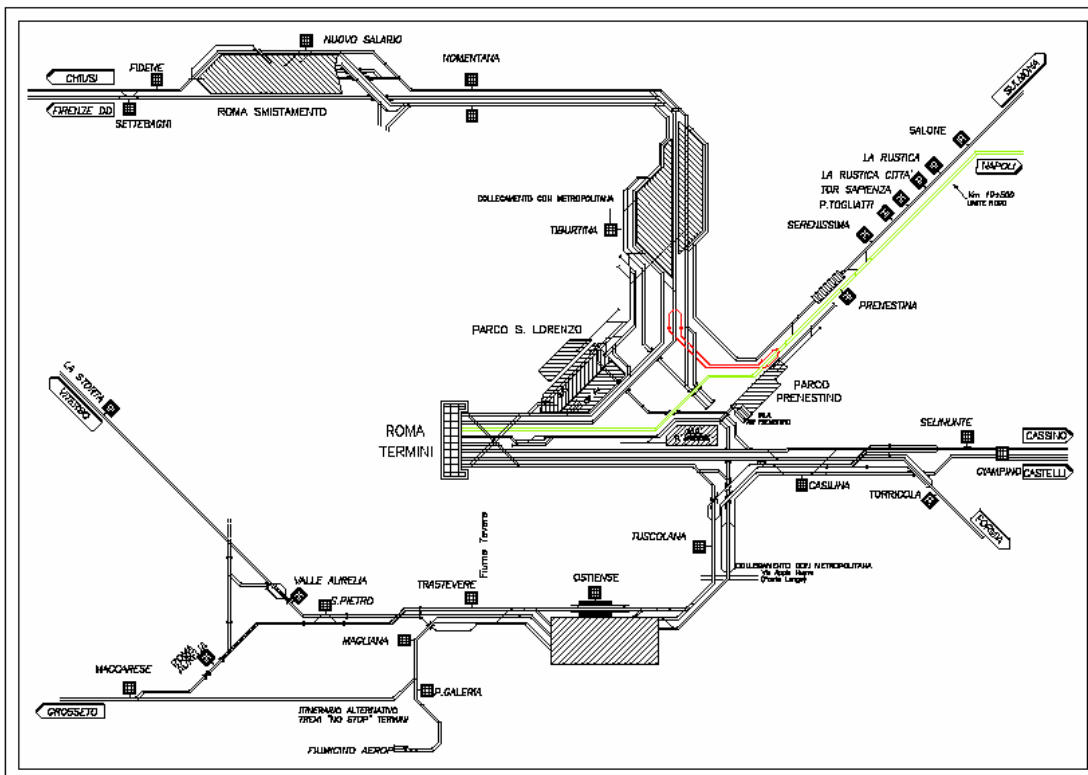 NUOVO SALARIO
FIDENE
NOMENTANA
CHIUSI
FIRENZE DD
SETTEBAGNI
ROMA SMISTAMENTO
SULMONA
SALONE
LA RUSTICA
NAPOLI
LA RUSTICA CITTA'
TOR SAPIENZA
P.TOGLIATTI
SERENISSIMA
COLLEGAMENTO CON METROPOLITANA
TIBURTINA
PRENESTINA
PARCO S. LORENZO
PARCO
PRENESTINO
LA STORTA
VITERBO
ROMA
TERMINI
SELINUNTE
CASSINO
CIAMPINO
CASTELLI
CASILINA
TORRICOLA
FORMIA
Fiume Tevere
TUSCOLANA
COLLEGAMENTO CON METROPOLITANA
VALLE AURELIA
S.PIETRO
TRASTEVERE
OSTIENSE
MAGLIANA
ROMA
AURELIA
MACCARESE
P.GALERIA
GROSSETO
ITINERARIO ALTERNATIVO
TRENI "NO STOP" TERMINI
FIUMICINO AEROP